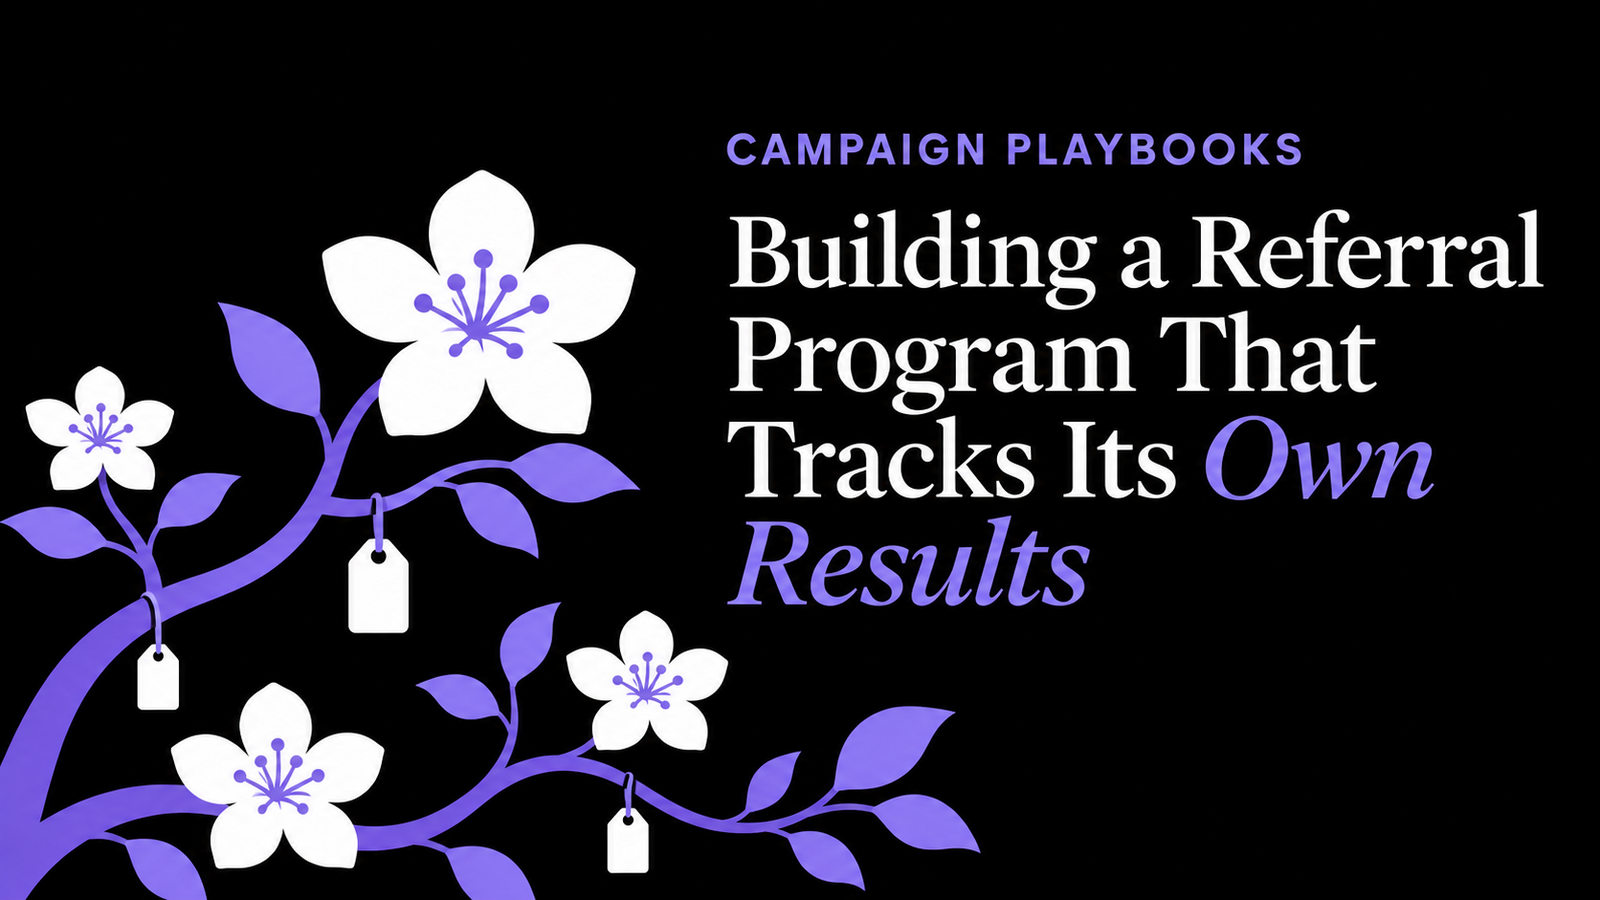 CAMPAIGN PLAYBOOKS
Building a Referral
Program That
Tracks Its Own
Results